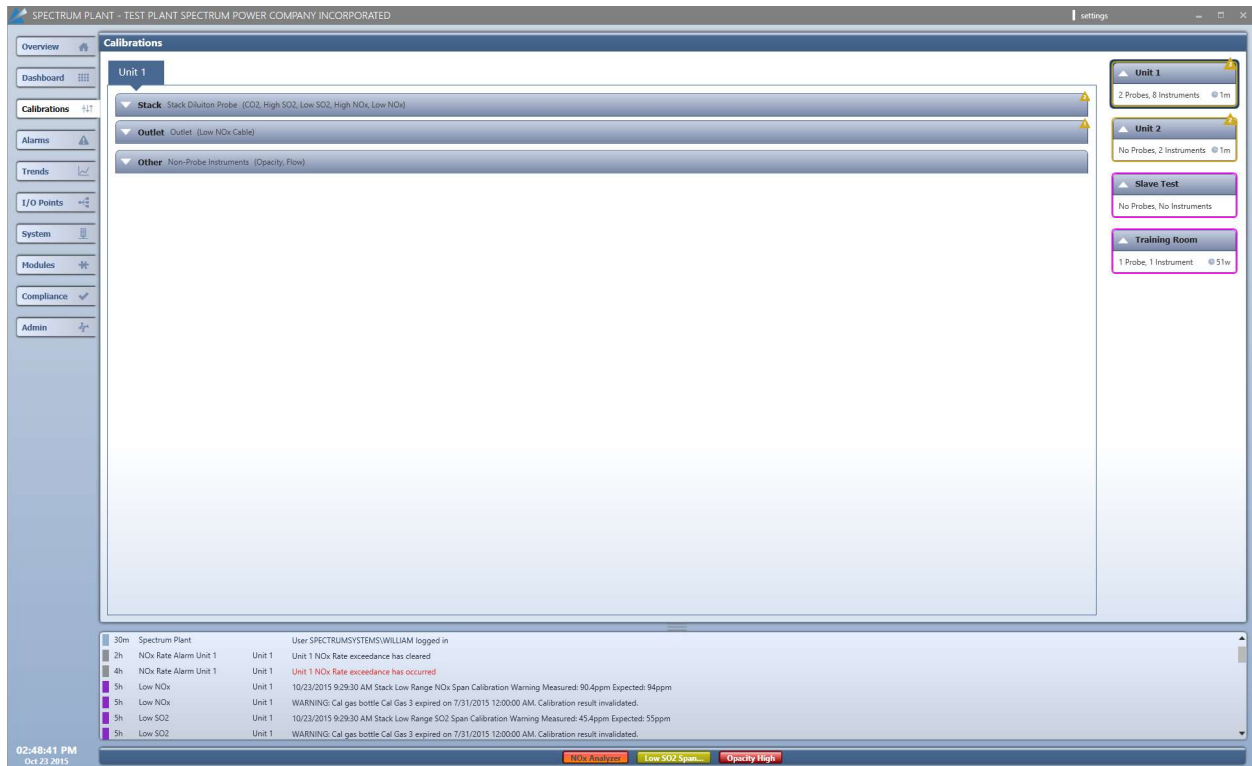 SPECTRUM PLANT - TEST PLANT SPECTRUM POWER COMPANY INCORPORATED
settings
Overview
Dashboard
Calibrations
Alarms
Trends
I/O Points
System
Modules
Compliance
Admin
Calibrations
Unit 1
Stack Stack Diluiton Probe (CO2, High SO2, Low SO2, High NOx, Low NOx)
Outlet Outlet (Low NOx Cable)
Other Non-Probe Instruments (Opacity, Flow)
Unit 1
2 Probes, 8 Instruments 1m
Unit 2
No Probes, 2 Instruments 1m
Slave Test
No Probes, No Instruments
Training Room
1 Probe, 1 Instrument 51w
30m Spectrum Plant User SPECTRUMSYSTEMS\WILLIAM logged in
2h NOx Rate Alarm Unit 1 Unit 1 Unit 1 NOx Rate exceedance has cleared
4h NOx Rate Alarm Unit 1 Unit 1 Unit 1 NOx Rate exceedance has occurred
5h Low NOx Unit 1 10/23/2015 9:29:30 AM Stack Low Range NOx Span Calibration Warning Measured: 90.4ppm Expected: 94ppm
5h Low NOx Unit 1 WARNING: Cal gas bottle Cal Gas 3 expired on 7/31/2015 12:00:00 AM. Calibration result invalidated.
5h Low SO2 Unit 1 10/23/2015 9:29:30 AM Stack Low Range SO2 Span Calibration Warning Measured: 45.4ppm Expected: 55ppm
5h Low SO2 Unit 1 WARNING: Cal gas bottle Cal Gas 3 expired on 7/31/2015 12:00:00 AM. Calibration result invalidated.
02:48:41 PM
Oct 23 2015
NOx Analyzer Low SO2 Span... Opacity High